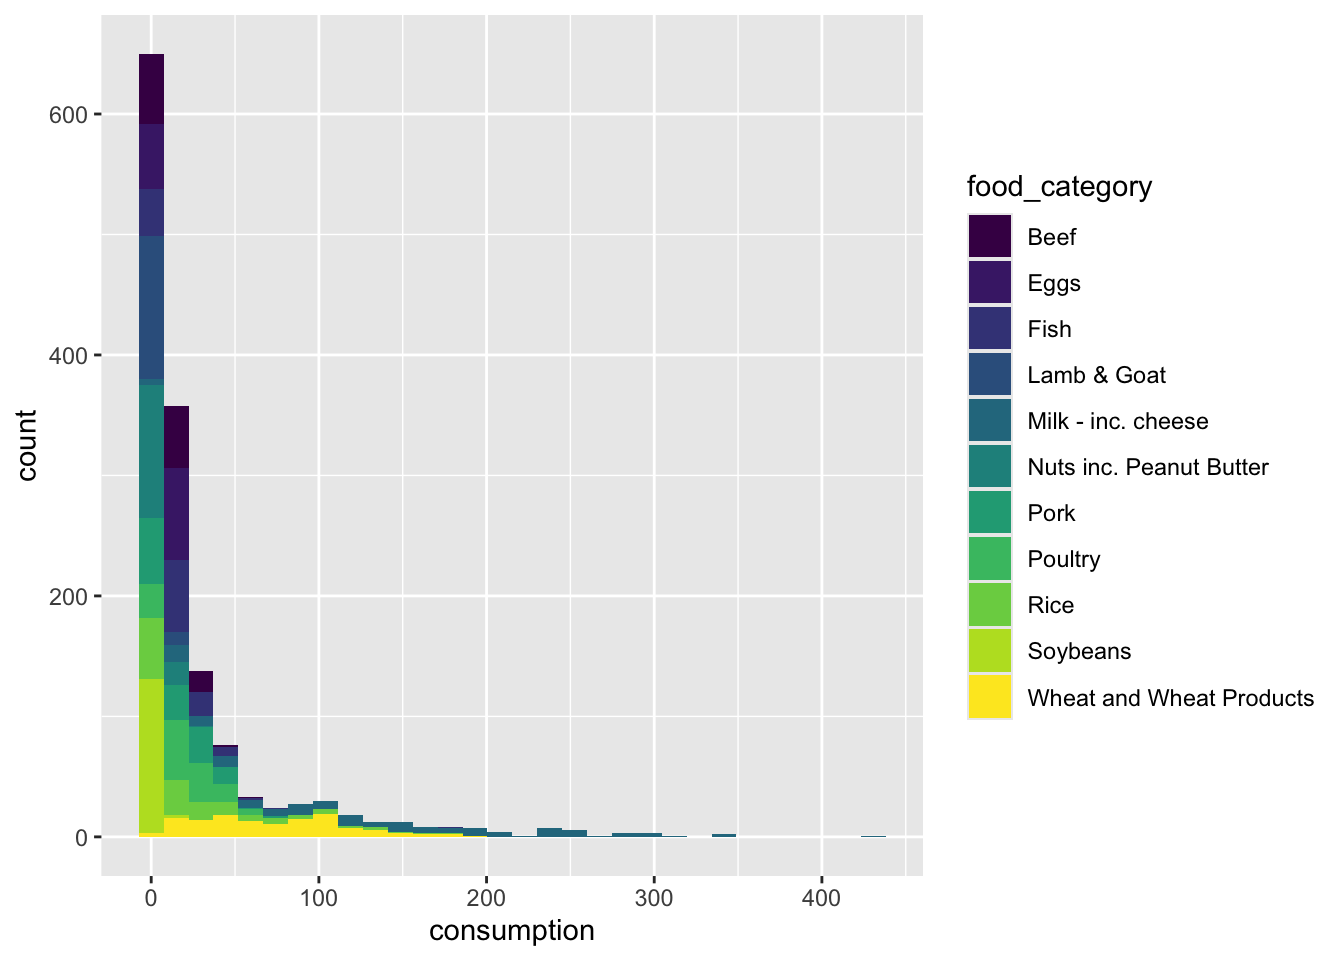 600
400
200
0
count
0 100 200 300 400
consumption
food_category
Beef
Eggs
Fish
Lamb & Goat
Milk - inc. cheese
Nuts inc. Peanut Butter
Pork
Poultry
Rice
Soybeans
Wheat and Wheat Products